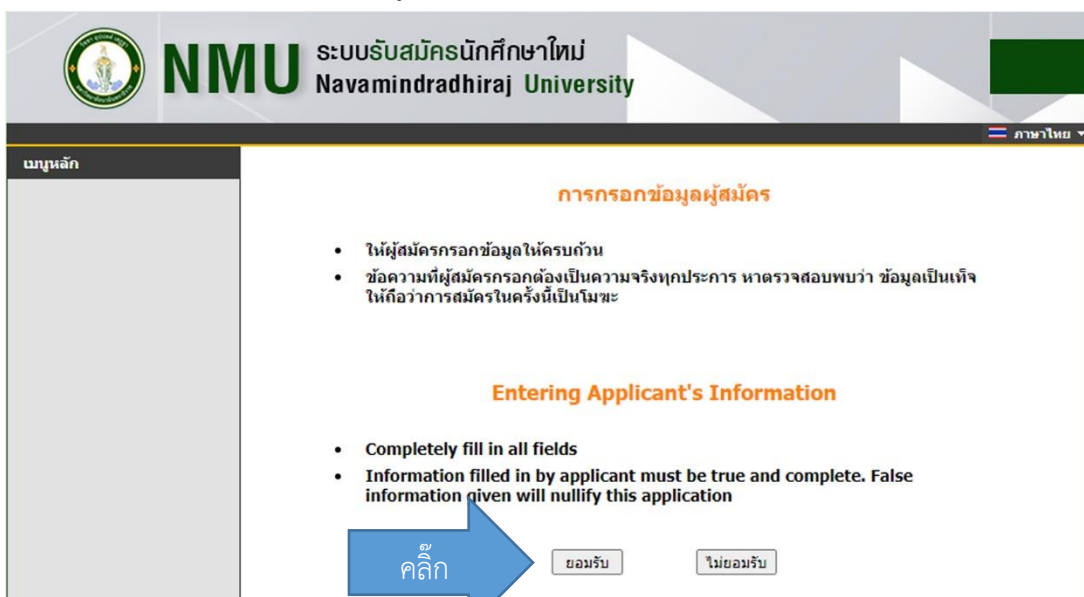 NMU ระบบรับสมัครนักศึกษาใหม่
Navamindradhiraj University
ภาษาไทย
เมนูหลัก
การกรอกข้อมูลผู้สมัคร
• ให้ผู้สมัครกรอกข้อมูลให้ครบถ้วน
• ข้อความที่ผู้สมัครกรอกต้องเป็นความจริงทุกประการ หาตรวจสอบพบว่า ข้อมูลเป็นเท็จ
ให้ถือว่าการสมัครในครั้งนี้เป็นโมฆะ
Entering Applicant's Information
• Completely fill in all fields
• Information filled in by applicant must be true and complete. False
information given will nullify this application
คลิ๊ก
ยอมรับ ไม่ยอมรับ